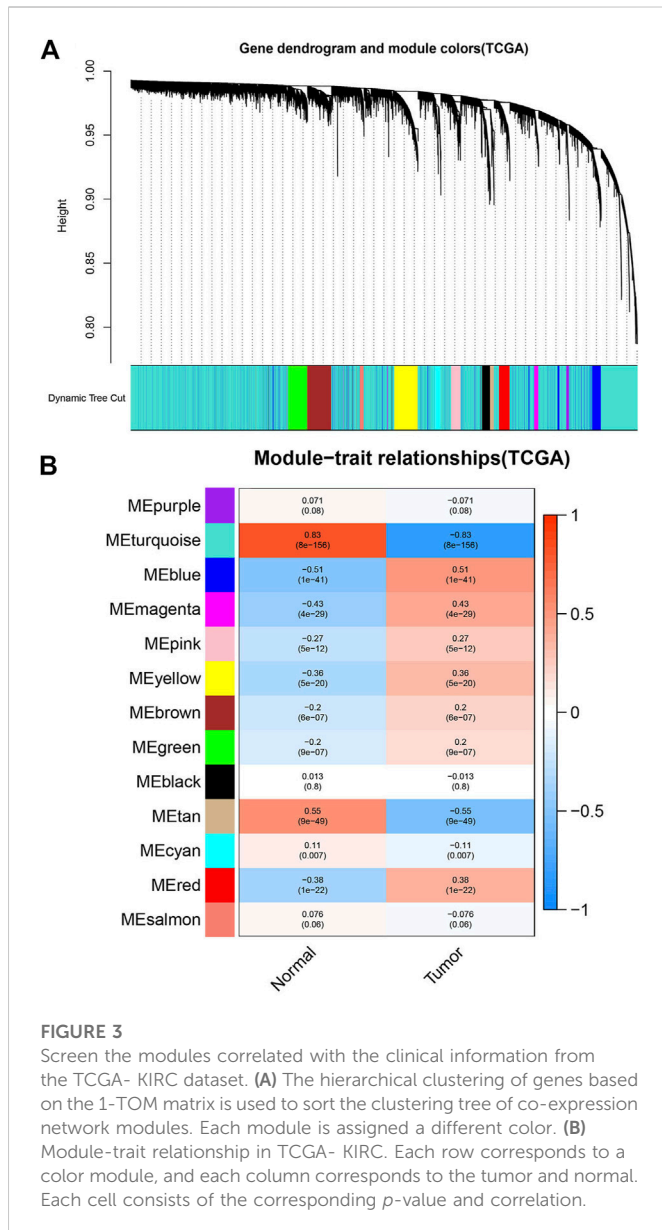 A
Gene dendrogram and module colors(TCGA)
Height
1.00
0.95
0.90
0.85
0.80
Dynamic Tree Cut
B
Module-trait relationships(TCGA)
MEpurple 0.071 -0.071
(0.08) (0.08)
MEturquoise 0.83 -0.83
(8e-156) (8e-156)
MEblue -0.51 0.51
(1e-41) (1e-41)
MEmagenta -0.43 0.43
(4e-29) (4e-29)
MEpink -0.27 0.27
(5e-12) (5e-12)
MEyellow -0.36 0.36
(5e-20) (5e-20)
MEbrown -0.2 0.2
(6e-07) (6e-07)
MEgreen -0.2 0.2
(9e-07) (9e-07)
MEblack 0.013 -0.013
(0.8) (0.8)
MEtan 0.55 -0.55
(9e-49) (9e-49)
MEcyan 0.11 -0.11
(0.007) (0.007)
MEred -0.38 0.38
(1e-22) (1e-22)
MEsalmon 0.076 -0.076
(0.06) (0.06)
1
0.5
0
-0.5
-1
Normal
Tumor
FIGURE 3
Screen the modules correlated with the clinical information from
the TCGA- KIRC dataset. (A) The hierarchical clustering of genes based
on the 1-TOM matrix is used to sort the clustering tree of co-expression
network modules. Each module is assigned a different color. (B)
Module-trait relationship in TCGA- KIRC. Each row corresponds to a
color module, and each column corresponds to the tumor and normal.
Each cell consists of the corresponding p-value and correlation.